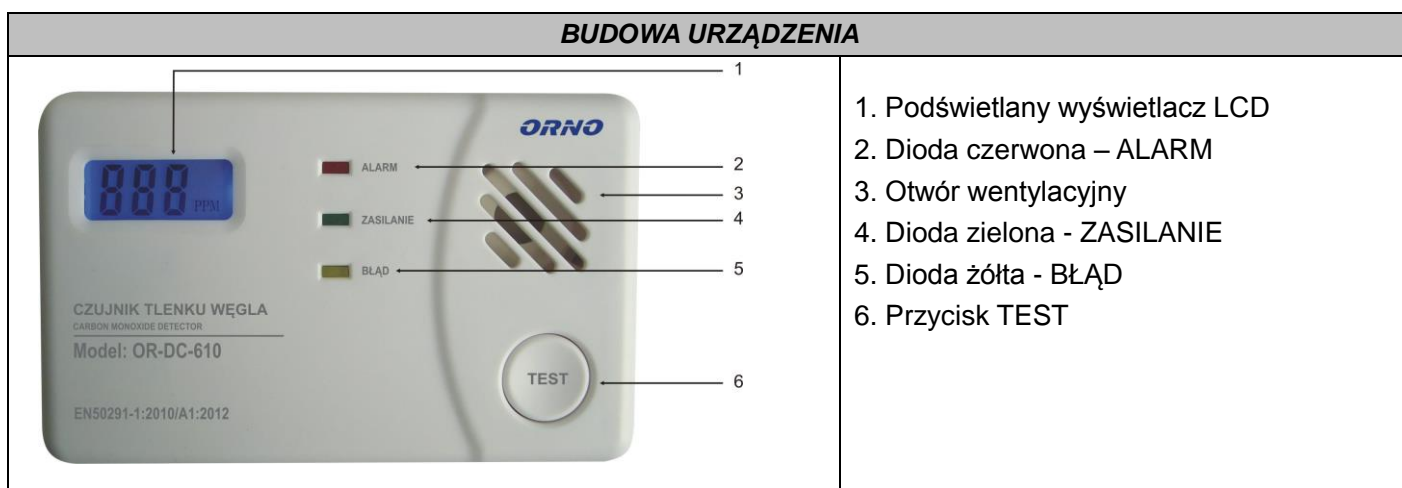 BUDOWA URZĄDZENIA
1
ORNO
888 PPM
ALARM
2
3
ZASILANIE
4
BŁĄD
5
CZUJNIK TLENKU WĘGLA
CARBON MONOXIDE DETECTOR
Model: OR-DC-610
TEST
6
EN50291-1:2010/A1:2012
1. Podświetlany wyświetlacz LCD
2. Dioda czerwona – ALARM
3. Otwór wentylacyjny
4. Dioda zielona - ZASILANIE
5. Dioda żółta - BŁĄD
6. Przycisk TEST